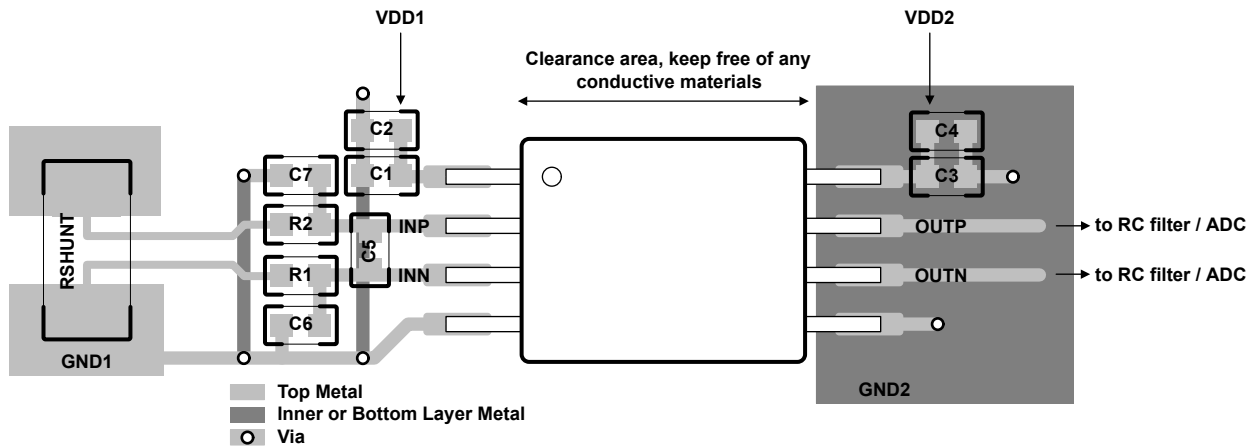 VDD1
VDD2
Clearance area, keep free of any
conductive materials
C2
C4
C7
C1
C3
RSHUNT
R2
C5
INP
OUTP
to RC filter / ADC
R1
INN
OUTN
to RC filter / ADC
C6
GND1
GND2
Top Metal
Inner or Bottom Layer Metal
Via